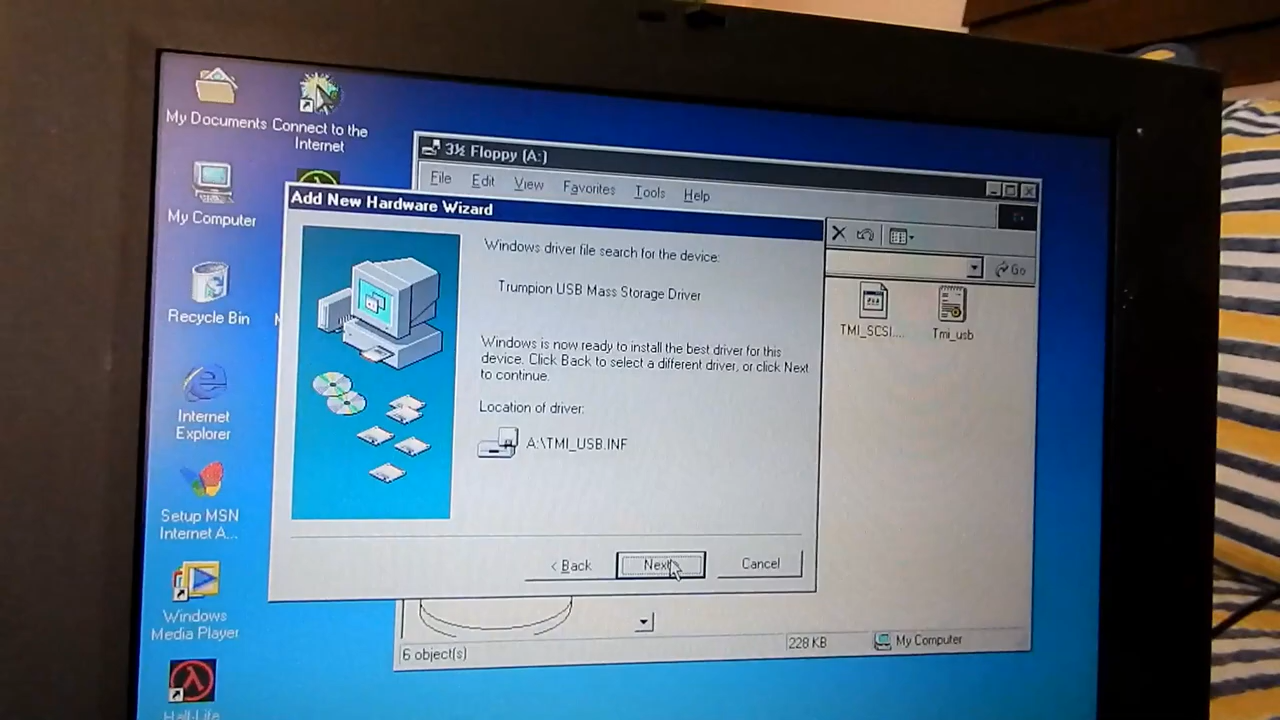 My Documents
Connect to the
Internet
My Computer
Recycle Bin
Internet
Explorer
Setup MSN
Internet A...
Windows
Media Player
Half-Life
3½ Floppy (A:)
File Edit View Favorites Tools Help
Go
TMI_SCSI....
Tmi_usb
Add New Hardware Wizard
Windows driver file search for the device:
Trumpion USB Mass Storage Driver
Windows is now ready to install the best driver for this
device. Click Back to select a different driver, or click Next
to continue.
Location of driver:
A:\TMI_USB.INF
< Back Next Cancel
6 object(s) 228 KB My Computer